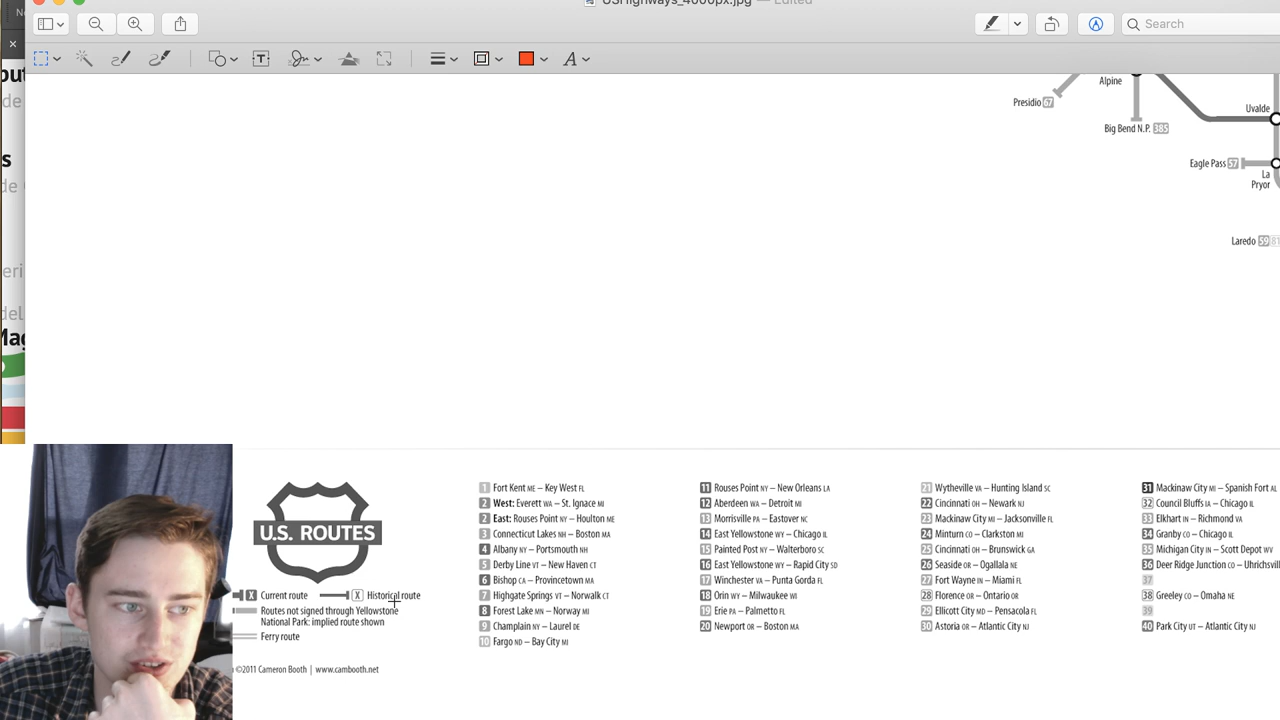 USHighways_4000px.jpg — Edited
Search
Alpine
Presidio 67
Big Bend N.P. 385
Uvalde
Eagle Pass 57
La
Pryor
Laredo 59 81
U.S. ROUTES
X Current route
X Historical route
Routes not signed through Yellowstone
National Park: implied route shown
Ferry route
©2011 Cameron Booth | www.cambooth.net
1 Fort Kent ME – Key West FL
2 West: Everett WA – St. Ignace MI
2 East: Rouses Point NY – Houlton ME
3 Connecticut Lakes NH – Boston MA
4 Albany NY – Portsmouth NH
5 Derby Line VT – New Haven CT
6 Bishop CA – Provincetown MA
7 Highgate Springs VT – Norwalk CT
8 Forest Lake MN – Norway MI
9 Champlain NY – Laurel DE
10 Fargo ND – Bay City MI
11 Rouses Point NY – New Orleans LA
12 Aberdeen WA – Detroit MI
13 Morrisville PA – Eastover NC
14 East Yellowstone WY – Chicago IL
15 Painted Post NY – Walterboro SC
16 East Yellowstone WY – Rapid City SD
17 Winchester VA – Punta Gorda FL
18 Orin WY – Milwaukee WI
19 Erie PA – Palmetto FL
20 Newport OR – Boston MA
21 Wytheville VA – Hunting Island SC
22 Cincinnati OH – Newark NJ
23 Mackinaw City MI – Jacksonville FL
24 Minturn CO – Clarkston MI
25 Cincinnati OH – Brunswick GA
26 Seaside OR – Ogallala NE
27 Fort Wayne IN – Miami FL
28 Florence OR – Ontario OR
29 Ellicott City MD – Pensacola FL
30 Astoria OR – Atlantic City NJ
31 Mackinaw City MI – Spanish Fort AL
32 Council Bluffs IA – Chicago IL
33 Elkhart IN – Richmond VA
34 Granby CO – Chicago IL
35 Michigan City IN – Scott Depot WV
36 Deer Ridge Junction CO – Uhrichsvill
37
38 Greeley CO – Omaha NE
39
40 Park City UT – Atlantic City NJ